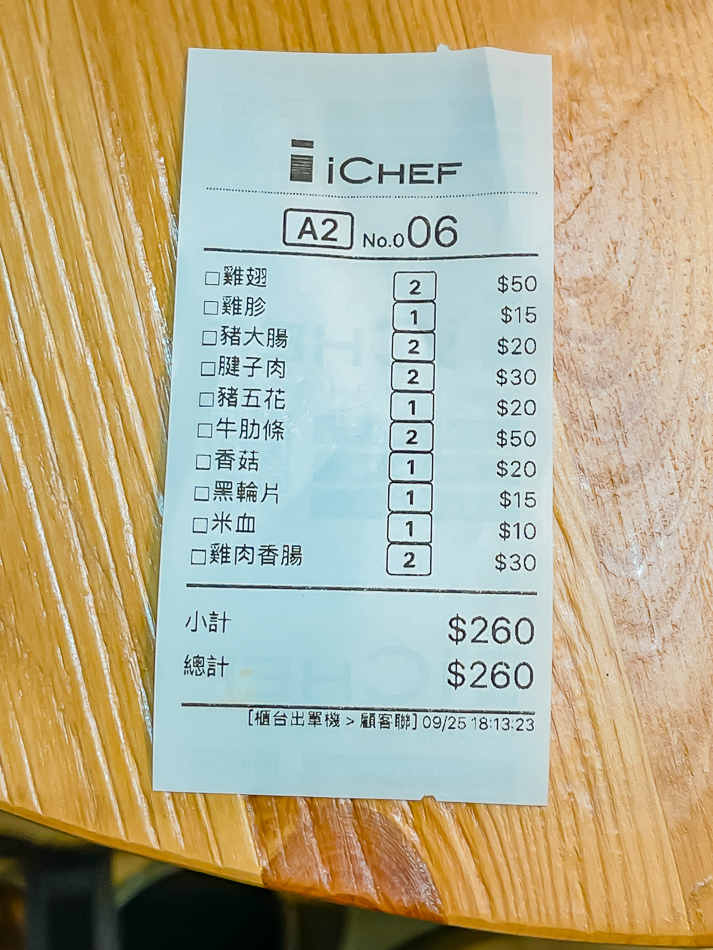 iCHEF
A2 No.006
□雞翅 2 $50
□雞胗 1 $15
□豬大腸 2 $20
□腱子肉 2 $30
□豬五花 1 $20
□牛肋條 2 $50
□香菇 1 $20
□黑輪片 1 $15
□米血 1 $10
□雞肉香腸 2 $30
小計 $260
總計 $260
[櫃台出單機 > 顧客聯] 09/25 18:13:23